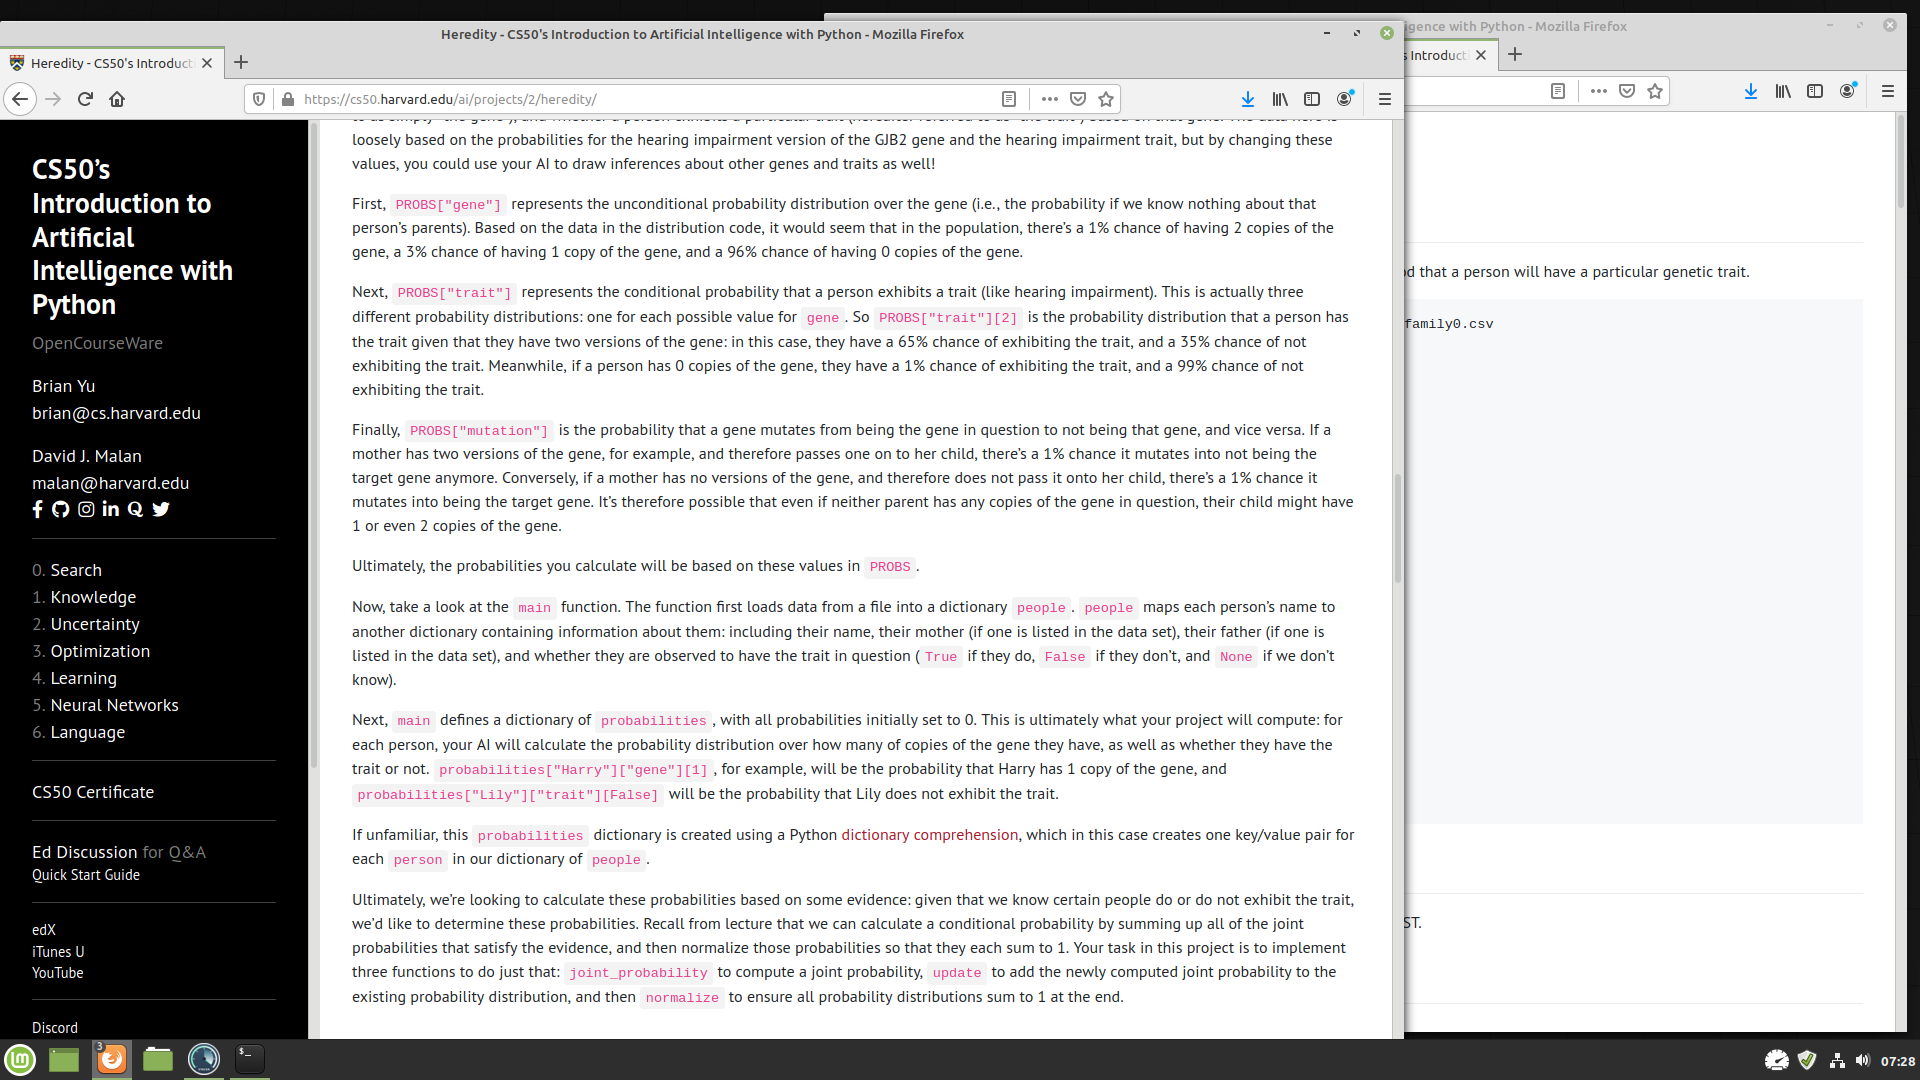 Heredity - CS50's Introduction to Artificial Intelligence with Python - Mozilla Firefox
Heredity - CS50's Introduct
https://cs50.harvard.edu/ai/projects/2/heredity/
CS50's
Introduction to
Artificial
Intelligence with
Python
OpenCourseWare
Brian Yu
brian@cs.harvard.edu
David J. Malan
malan@harvard.edu
0. Search
1. Knowledge
2. Uncertainty
3. Optimization
4. Learning
5. Neural Networks
6. Language
CS50 Certificate
Ed Discussion for Q&A
Quick Start Guide
edX
iTunes U
YouTube
Discord
loosely based on the probabilities for the hearing impairment version of the GJB2 gene and the hearing impairment trait, but by changing these
values, you could use your AI to draw inferences about other genes and traits as well!
First, PROBS["gene"] represents the unconditional probability distribution over the gene (i.e., the probability if we know nothing about that
person's parents). Based on the data in the distribution code, it would seem that in the population, there's a 1% chance of having 2 copies of the
gene, a 3% chance of having 1 copy of the gene, and a 96% chance of having 0 copies of the gene.
Next, PROBS["trait"] represents the conditional probability that a person exhibits a trait (like hearing impairment). This is actually three
different probability distributions: one for each possible value for gene. So PROBS["trait"][2] is the probability distribution that a person has
the trait given that they have two versions of the gene: in this case, they have a 65% chance of exhibiting the trait, and a 35% chance of not
exhibiting the trait. Meanwhile, if a person has 0 copies of the gene, they have a 1% chance of exhibiting the trait, and a 99% chance of not
exhibiting the trait.
Finally, PROBS["mutation"] is the probability that a gene mutates from being the gene in question to not being that gene, and vice versa. If a
mother has two versions of the gene, for example, and therefore passes one on to her child, there's a 1% chance it mutates into not being the
target gene anymore. Conversely, if a mother has no versions of the gene, and therefore does not pass it onto her child, there's a 1% chance it
mutates into being the target gene. It's therefore possible that even if neither parent has any copies of the gene in question, their child might have
1 or even 2 copies of the gene.
Ultimately, the probabilities you calculate will be based on these values in PROBS.
Now, take a look at the main function. The function first loads data from a file into a dictionary people. people maps each person's name to
another dictionary containing information about them: including their name, their mother (if one is listed in the data set), their father (if one is
listed in the data set), and whether they are observed to have the trait in question (True if they do, False if they don't, and None if we don't
know).
Next, main defines a dictionary of probabilities, with all probabilities initially set to 0. This is ultimately what your project will compute: for
each person, your AI will calculate the probability distribution over how many of copies of the gene they have, as well as whether they have the
trait or not. probabilities["Harry"]["gene"][1], for example, will be the probability that Harry has 1 copy of the gene, and
probabilities["Lily"]["trait"][False] will be the probability that Lily does not exhibit the trait.
If unfamiliar, this probabilities dictionary is created using a Python dictionary comprehension, which in this case creates one key/value pair for
each person in our dictionary of people.
Ultimately, we're looking to calculate these probabilities based on some evidence: given that we know certain people do or do not exhibit the trait,
we'd like to determine these probabilities. Recall from lecture that we can calculate a conditional probability by summing up all of the joint
probabilities that satisfy the evidence, and then normalize those probabilities so that they each sum to 1. Your task in this project is to implement
three functions to do just that: joint_probability to compute a joint probability, update to add the newly computed joint probability to the
existing probability distribution, and then normalize to ensure all probability distributions sum to 1 at the end.
lligence with Python - Mozilla Firefox
s Introduct
d that a person will have a particular genetic trait.
family0.csv
ST.
3
07:28